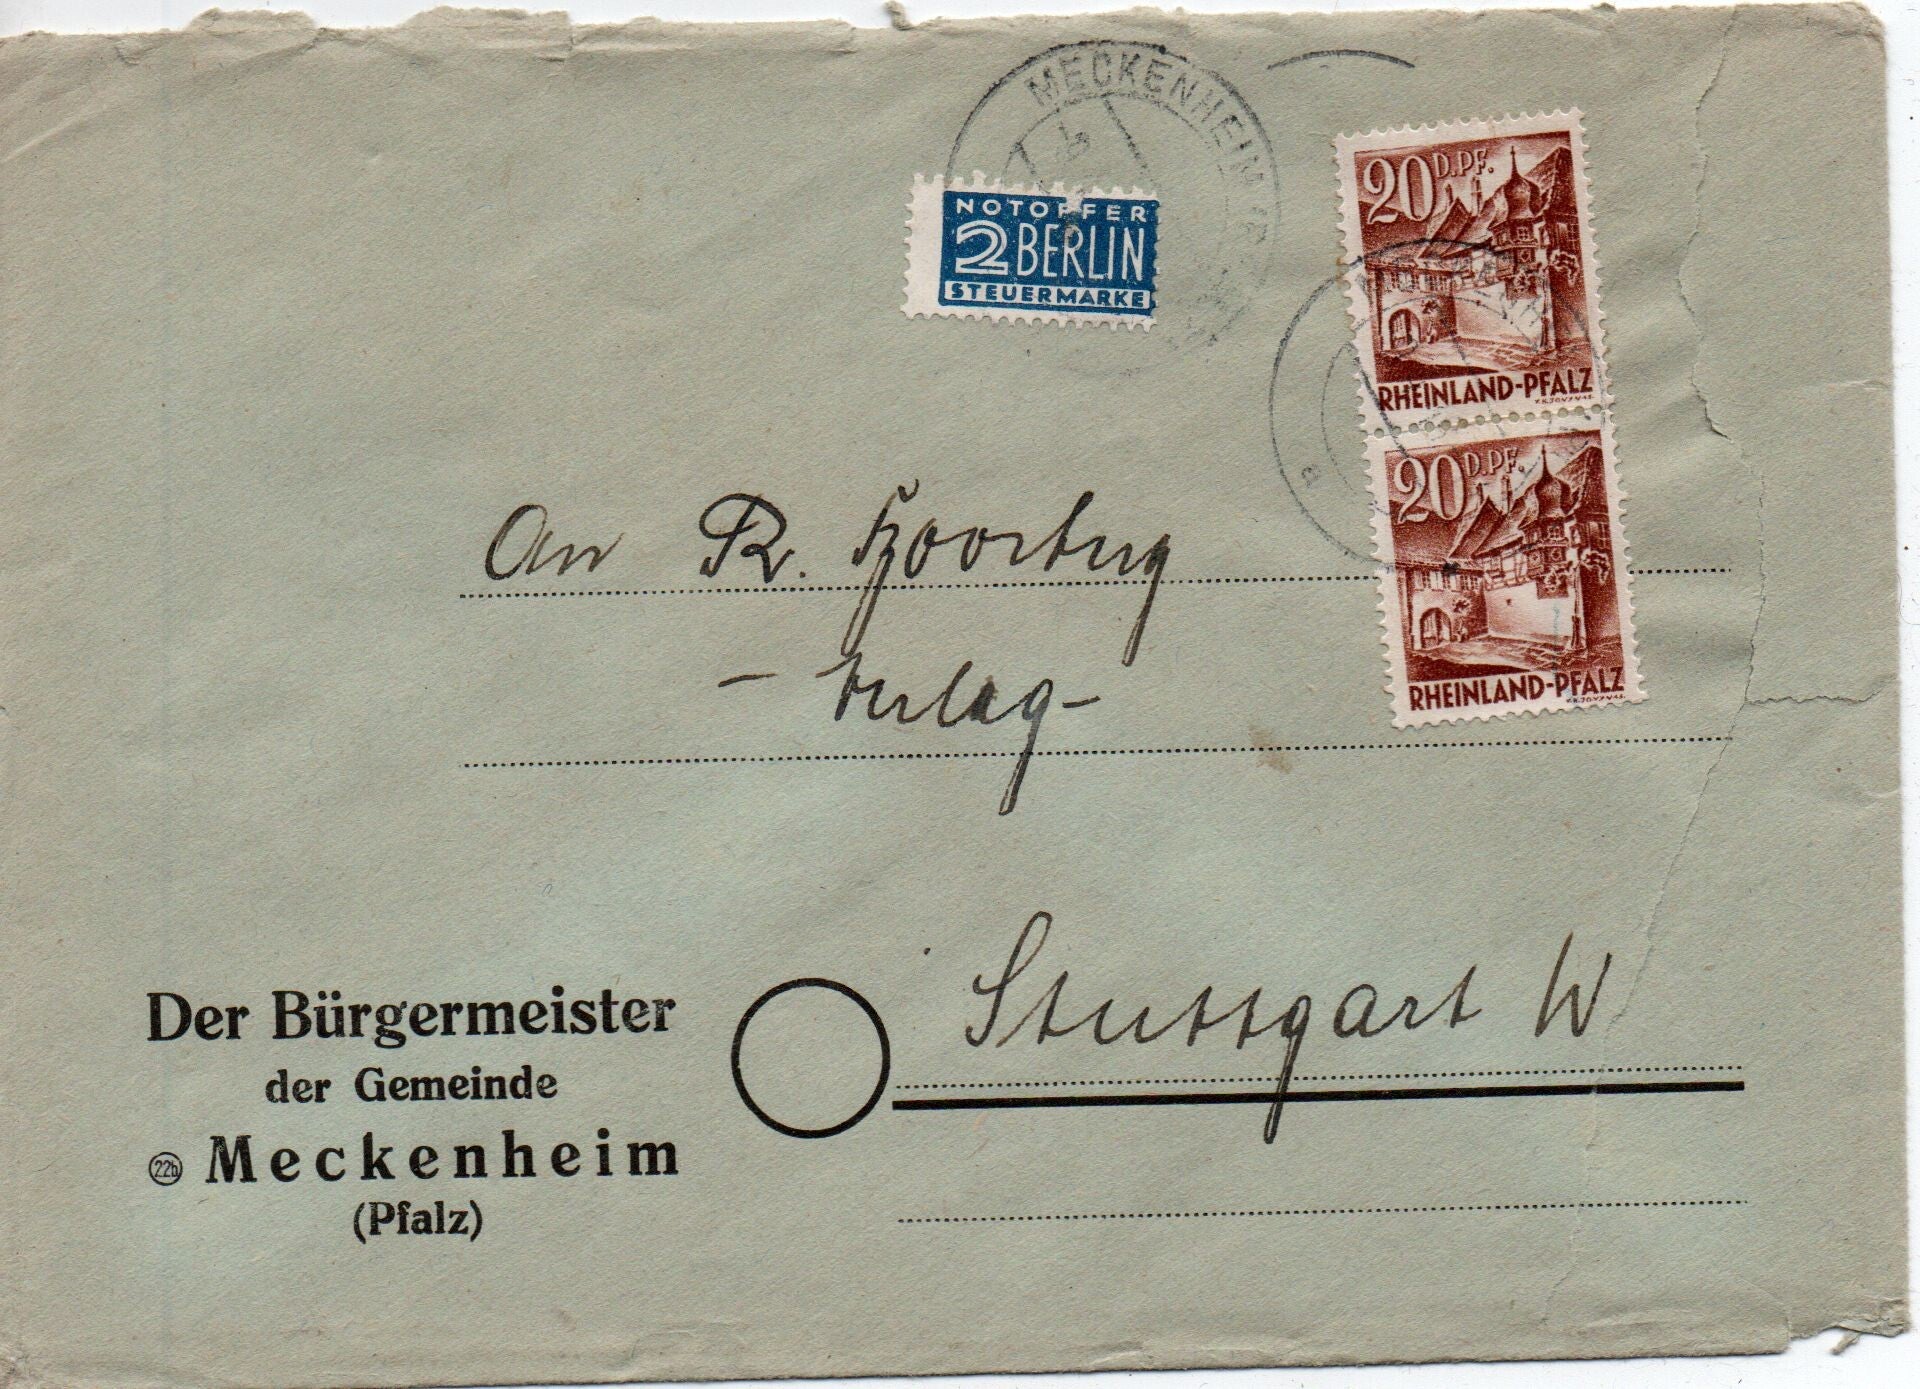 MECKENHEIM
NOTOPFER
2 BERLIN
STEUERMARKE
20 D.PF.
RHEINLAND-PFALZ
20 D.PF.
RHEINLAND-PFALZ
An R.
- Verlag -
Stuttgart W
Der Bürgermeister
der Gemeinde
22b Meckenheim
(Pfalz)